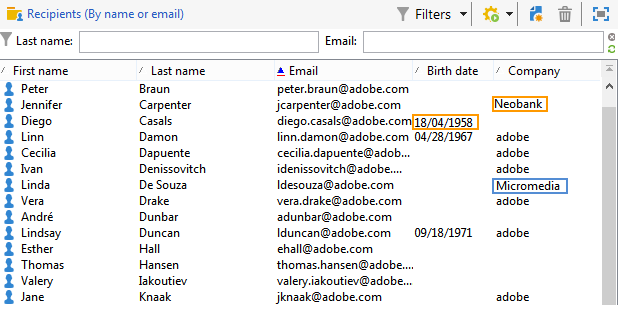 Recipients (By name or email) Filters
Last name: Email:
First name Last name Email Birth date Company
Peter Braun peter.braun@adobe.com
Jennifer Carpenter jcarpenter@adobe.com Neobank
Diego Casals diego.casals@adobe.com 18/04/1958
Linn Damon linn.damon@adobe.com 04/28/1967 adobe
Cecilia Dapuente cecilia.dapuente@adob... adobe
Ivan Denissovitch idenissovitch@adobe.... adobe
Linda De Souza ldesouza@adobe.com Micromedia
Vera Drake vera.drake@adobe.com adobe
André Dunbar adunbar@adobe.com
Lindsay Duncan lduncan@adobe.com 09/18/1971 adobe
Esther Hall ehall@adobe.com
Thomas Hansen thomas.hansen@adobe....
Valery Iakoutiev valery.iakoutiev@adobe...
Jane Knaak jknaak@adobe.com adobe